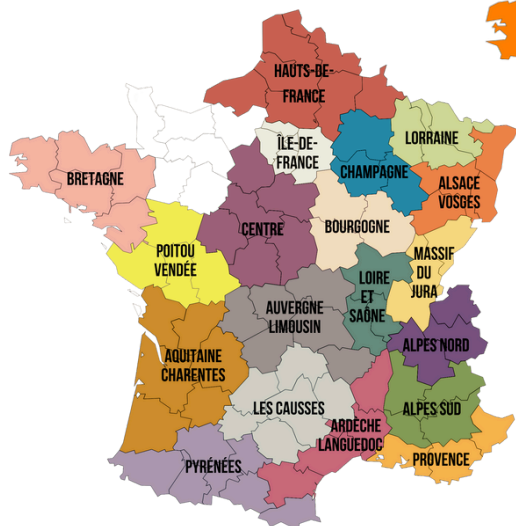 HAUTS-DE-
FRANCE
ÎLE-DE-
FRANCE
LORRAINE
CHAMPAGNE
BRETAGNE
ALSACE
VOSGES
CENTRE
BOURGOGNE
POITOU
VENDÉE
MASSIF
DU
JURA
LOIRE
ET
SAÔNE
AUVERGNE
LIMOUSIN
ALPES NORD
AQUITAINE
CHARENTES
LES CAUSSES
ALPES SUD
ARDÈCHE
LANGUEDOC
PYRÉNÉES
PROVENCE